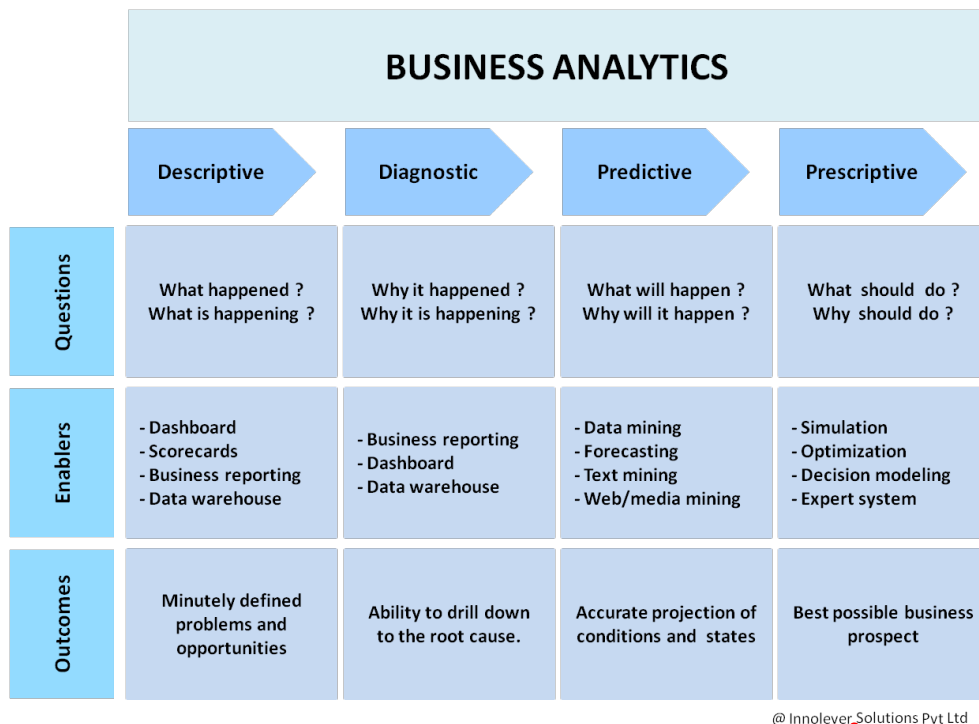 BUSINESS ANALYTICS
Descriptive
Diagnostic
Predictive
Prescriptive
Questions
What happened ?
What is happening ?
Why it happened ?
Why it is happening ?
What will happen ?
Why will it happen ?
What should do ?
Why should do ?
Enablers
- Dashboard
- Scorecards
- Business reporting
- Data warehouse
- Business reporting
- Dashboard
- Data warehouse
- Data mining
- Forecasting
- Text mining
- Web/media mining
- Simulation
- Optimization
- Decision modeling
- Expert system
Outcomes
Minutely defined
problems and
opportunities
Ability to drill down
to the root cause.
Accurate projection of
conditions and states
Best possible business
prospect
@ Innolever_Solutions Pvt Ltd